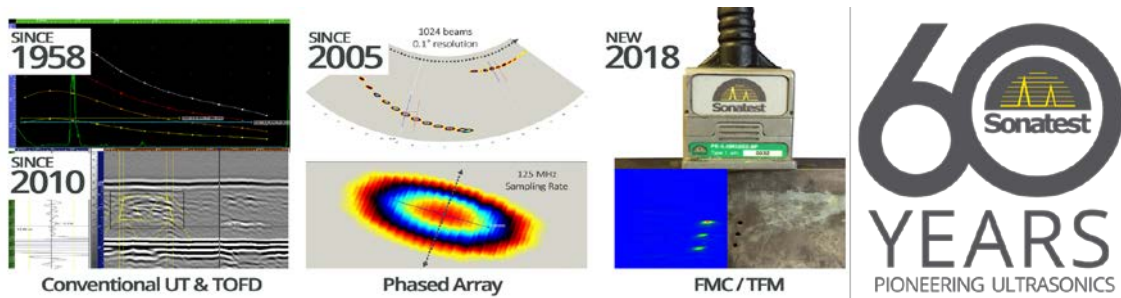 SINCE
1958
SINCE
2010
Conventional UT & TOFD
SINCE
2005
1024 beams
0.1° resolution
125 MHz
Sampling Rate
Phased Array
NEW
2018
Sonatest
FMC / TFM
60
Sonatest
YEARS
PIONEERING ULTRASONICS